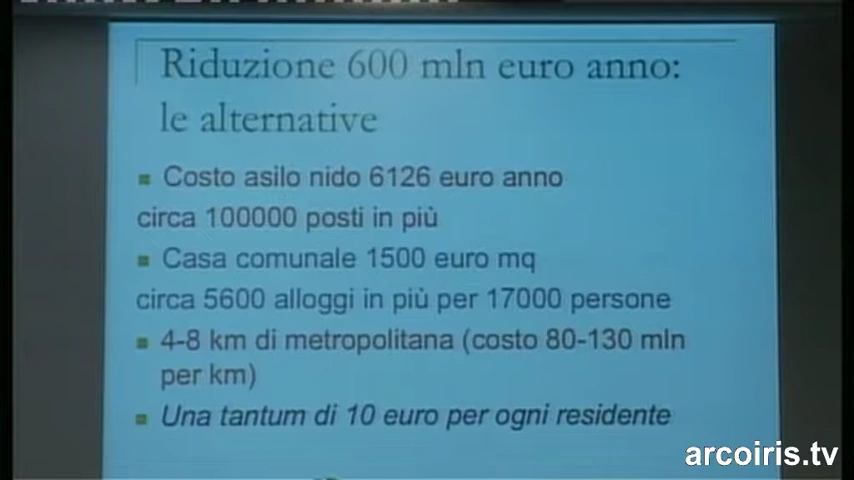 Riduzione 600 mln euro anno:
le alternative
Costo asilo nido 6126 euro anno
circa 100000 posti in più
Casa comunale 1500 euro mq
circa 5600 alloggi in più per 17000 persone
4-8 km di metropolitana (costo 80-130 mln
per km)
Una tantum di 10 euro per ogni residente
arcoiris.tv